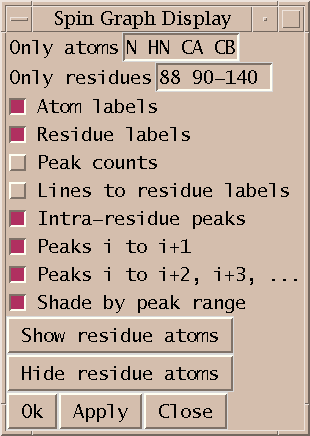 Spin Graph Display
Only atoms N HN CA CB
Only residues 88 90-140
Atom labels
Residue labels
Peak counts
Lines to residue labels
Intra-residue peaks
Peaks i to i+1
Peaks i to i+2, i+3, ...
Shade by peak range
Show residue atoms
Hide residue atoms
Ok Apply Close